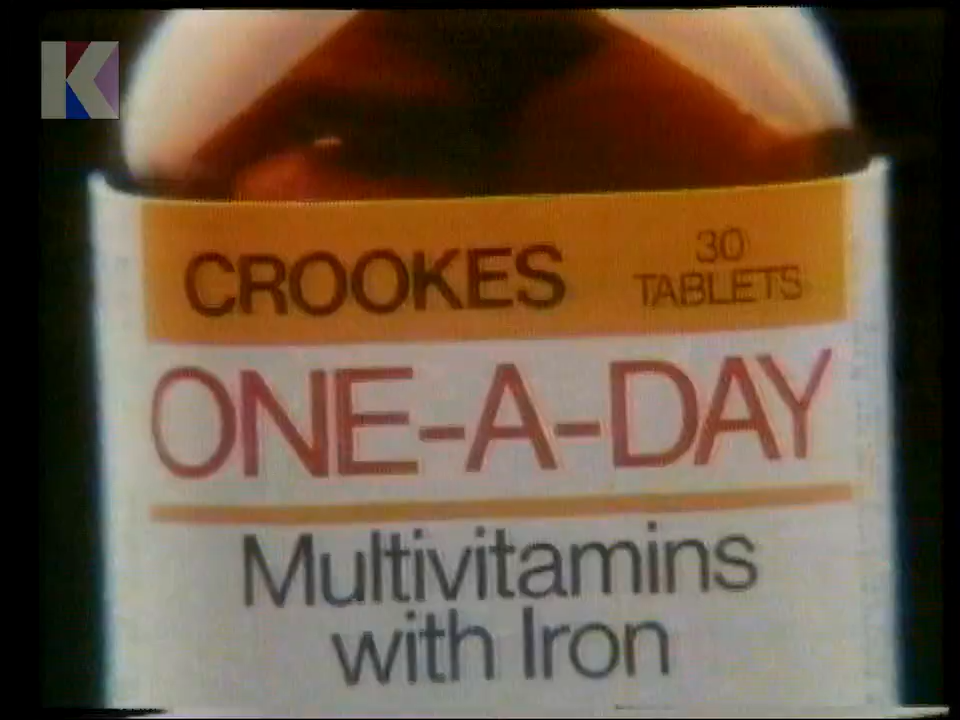 K
CROOKES
30
TABLETS
ONE-A-DAY
Multivitamins
with Iron